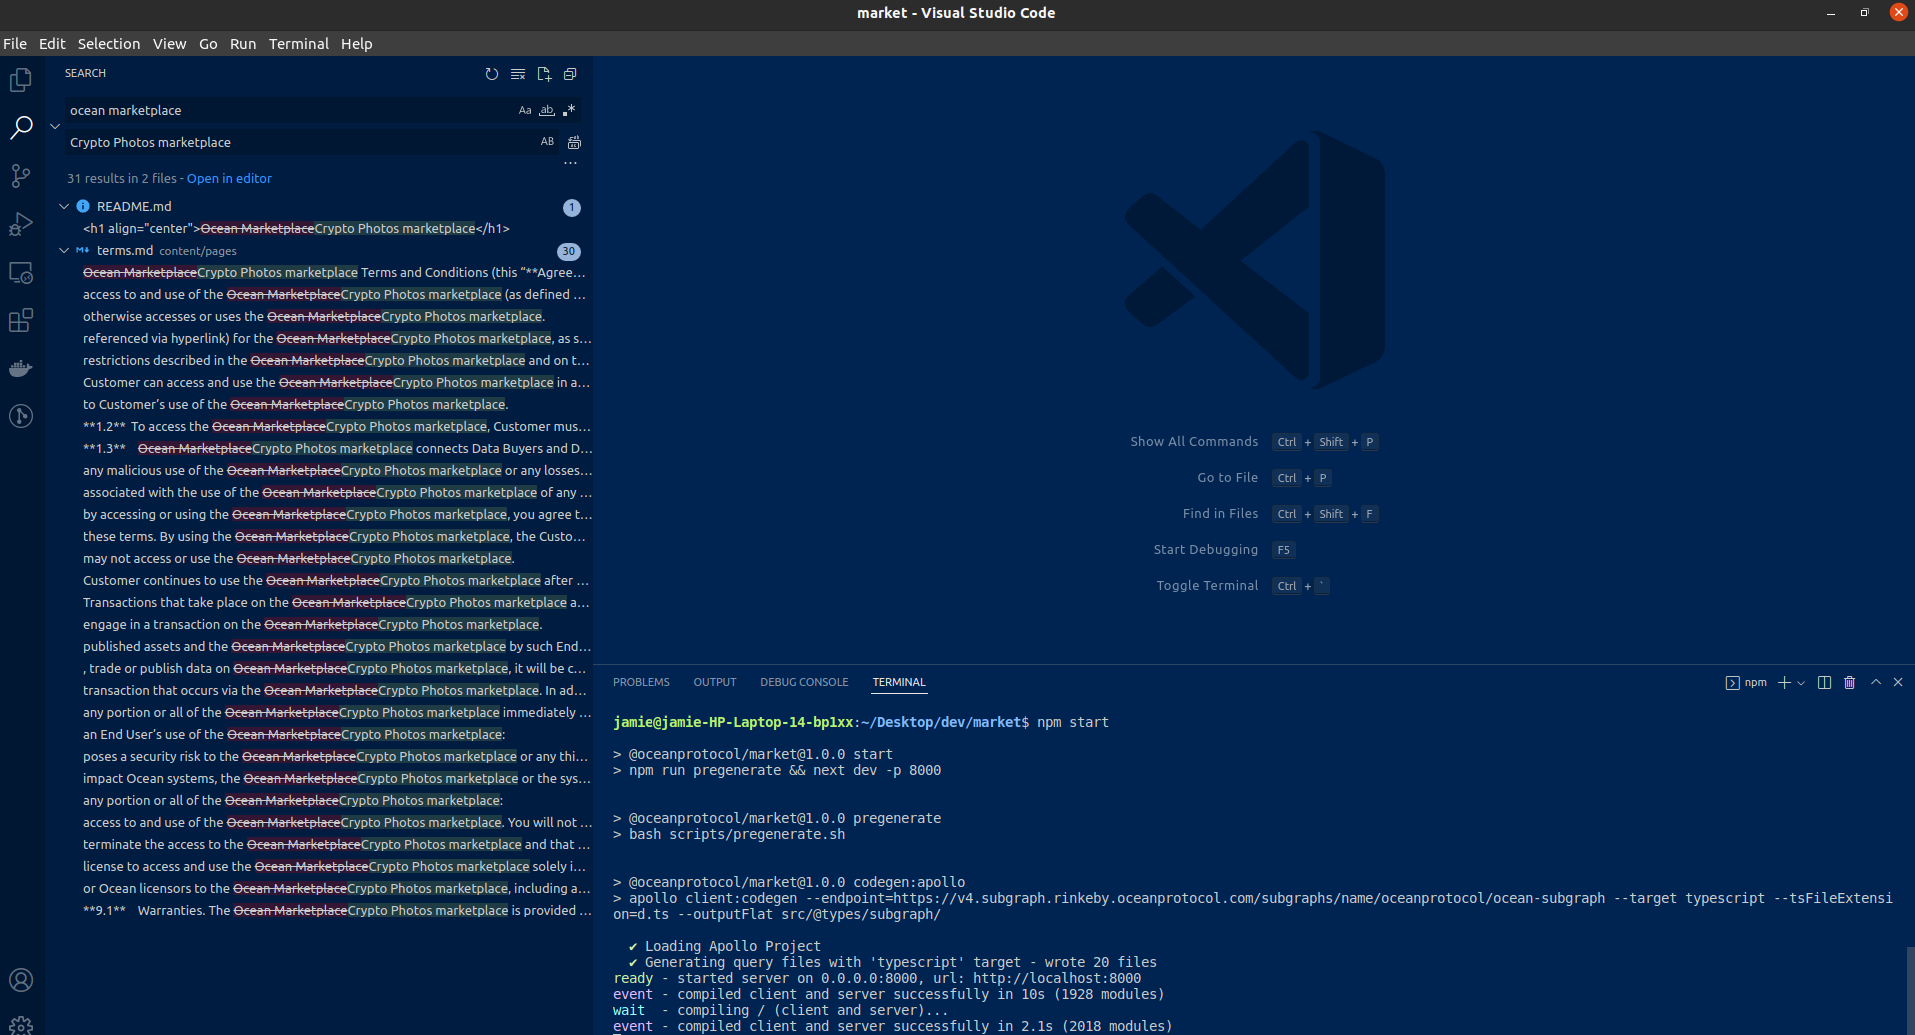 market - Visual Studio Code
File Edit Selection View Go Run Terminal Help
SEARCH
ocean marketplace Aa ab .*
Crypto Photos marketplace AB
...
31 results in 2 files - Open in editor
README.md 1
<h1 align="center">Ocean MarketplaceCrypto Photos marketplace</h1>
terms.md content/pages 30
Ocean MarketplaceCrypto Photos marketplace Terms and Conditions (this “**Agree…
access to and use of the Ocean MarketplaceCrypto Photos marketplace (as defined …
otherwise accesses or uses the Ocean MarketplaceCrypto Photos marketplace.
referenced via hyperlink) for the Ocean MarketplaceCrypto Photos marketplace, as s…
restrictions described in the Ocean MarketplaceCrypto Photos marketplace and on t…
Customer can access and use the Ocean MarketplaceCrypto Photos marketplace in a…
to Customer’s use of the Ocean MarketplaceCrypto Photos marketplace.
**1.2** To access the Ocean MarketplaceCrypto Photos marketplace, Customer mus…
**1.3** Ocean MarketplaceCrypto Photos marketplace connects Data Buyers and D…
any malicious use of the Ocean MarketplaceCrypto Photos marketplace or any losses…
associated with the use of the Ocean MarketplaceCrypto Photos marketplace of any …
by accessing or using the Ocean MarketplaceCrypto Photos marketplace, you agree t…
these terms. By using the Ocean MarketplaceCrypto Photos marketplace, the Custo…
may not access or use the Ocean MarketplaceCrypto Photos marketplace.
Customer continues to use the Ocean MarketplaceCrypto Photos marketplace after …
Transactions that take place on the Ocean MarketplaceCrypto Photos marketplace a…
engage in a transaction on the Ocean MarketplaceCrypto Photos marketplace.
published assets and the Ocean MarketplaceCrypto Photos marketplace by such End…
, trade or publish data on Ocean MarketplaceCrypto Photos marketplace, it will be c…
transaction that occurs via the Ocean MarketplaceCrypto Photos marketplace. In ad…
any portion or all of the Ocean MarketplaceCrypto Photos marketplace immediately …
an End User’s use of the Ocean MarketplaceCrypto Photos marketplace:
poses a security risk to the Ocean MarketplaceCrypto Photos marketplace or any thi…
impact Ocean systems, the Ocean MarketplaceCrypto Photos marketplace or the sys…
any portion or all of the Ocean MarketplaceCrypto Photos marketplace:
access to and use of the Ocean MarketplaceCrypto Photos marketplace. You will not …
terminate the access to the Ocean MarketplaceCrypto Photos marketplace and that …
license to access and use the Ocean MarketplaceCrypto Photos marketplace solely i…
or Ocean licensors to the Ocean MarketplaceCrypto Photos marketplace, including a…
**9.1** Warranties. The Ocean MarketplaceCrypto Photos marketplace is provided …
Show All Commands Ctrl + Shift + P
Go to File Ctrl + P
Find in Files Ctrl + Shift + F
Start Debugging F5
Toggle Terminal Ctrl + `
PROBLEMS OUTPUT DEBUG CONSOLE TERMINAL npm
jamie@jamie-HP-Laptop-14-bp1xx:~/Desktop/dev/market$ npm start
> @oceanprotocol/market@1.0.0 start
> npm run pregenerate && next dev -p 8000
> @oceanprotocol/market@1.0.0 pregenerate
> bash scripts/pregenerate.sh
> @oceanprotocol/market@1.0.0 codegen:apollo
> apollo client:codegen --endpoint=https://v4.subgraph.rinkeby.oceanprotocol.com/subgraphs/name/oceanprotocol/ocean-subgraph --target typescript --tsFileExtensi
on=d.ts --outputFlat src/@types/subgraph/
✔ Loading Apollo Project
✔ Generating query files with 'typescript' target - wrote 20 files
ready - started server on 0.0.0.0:8000, url: http://localhost:8000
event - compiled client and server successfully in 10s (1928 modules)
wait - compiling / (client and server)...
event - compiled client and server successfully in 2.1s (2018 modules)